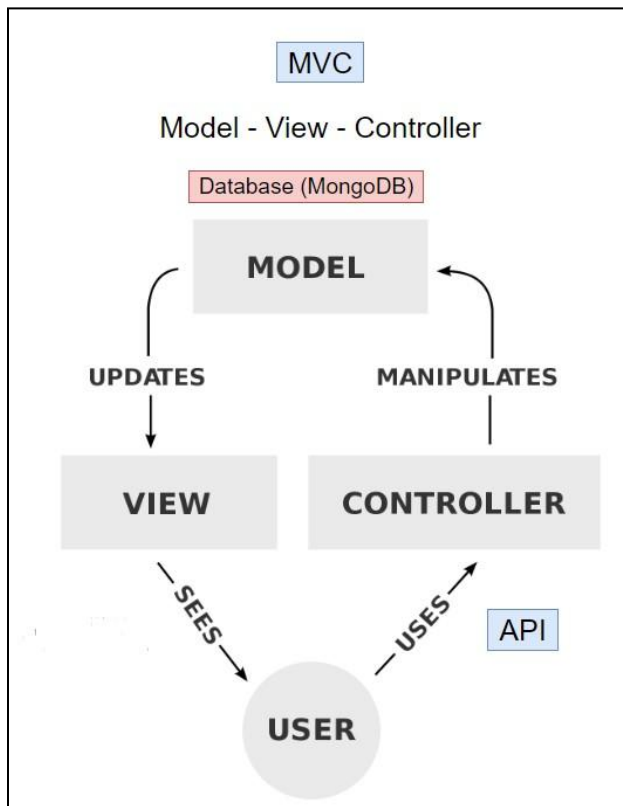 MVC
Model - View - Controller
Database (MongoDB)
MODEL
UPDATES
MANIPULATES
VIEW
CONTROLLER
SEES
USES
API
USER